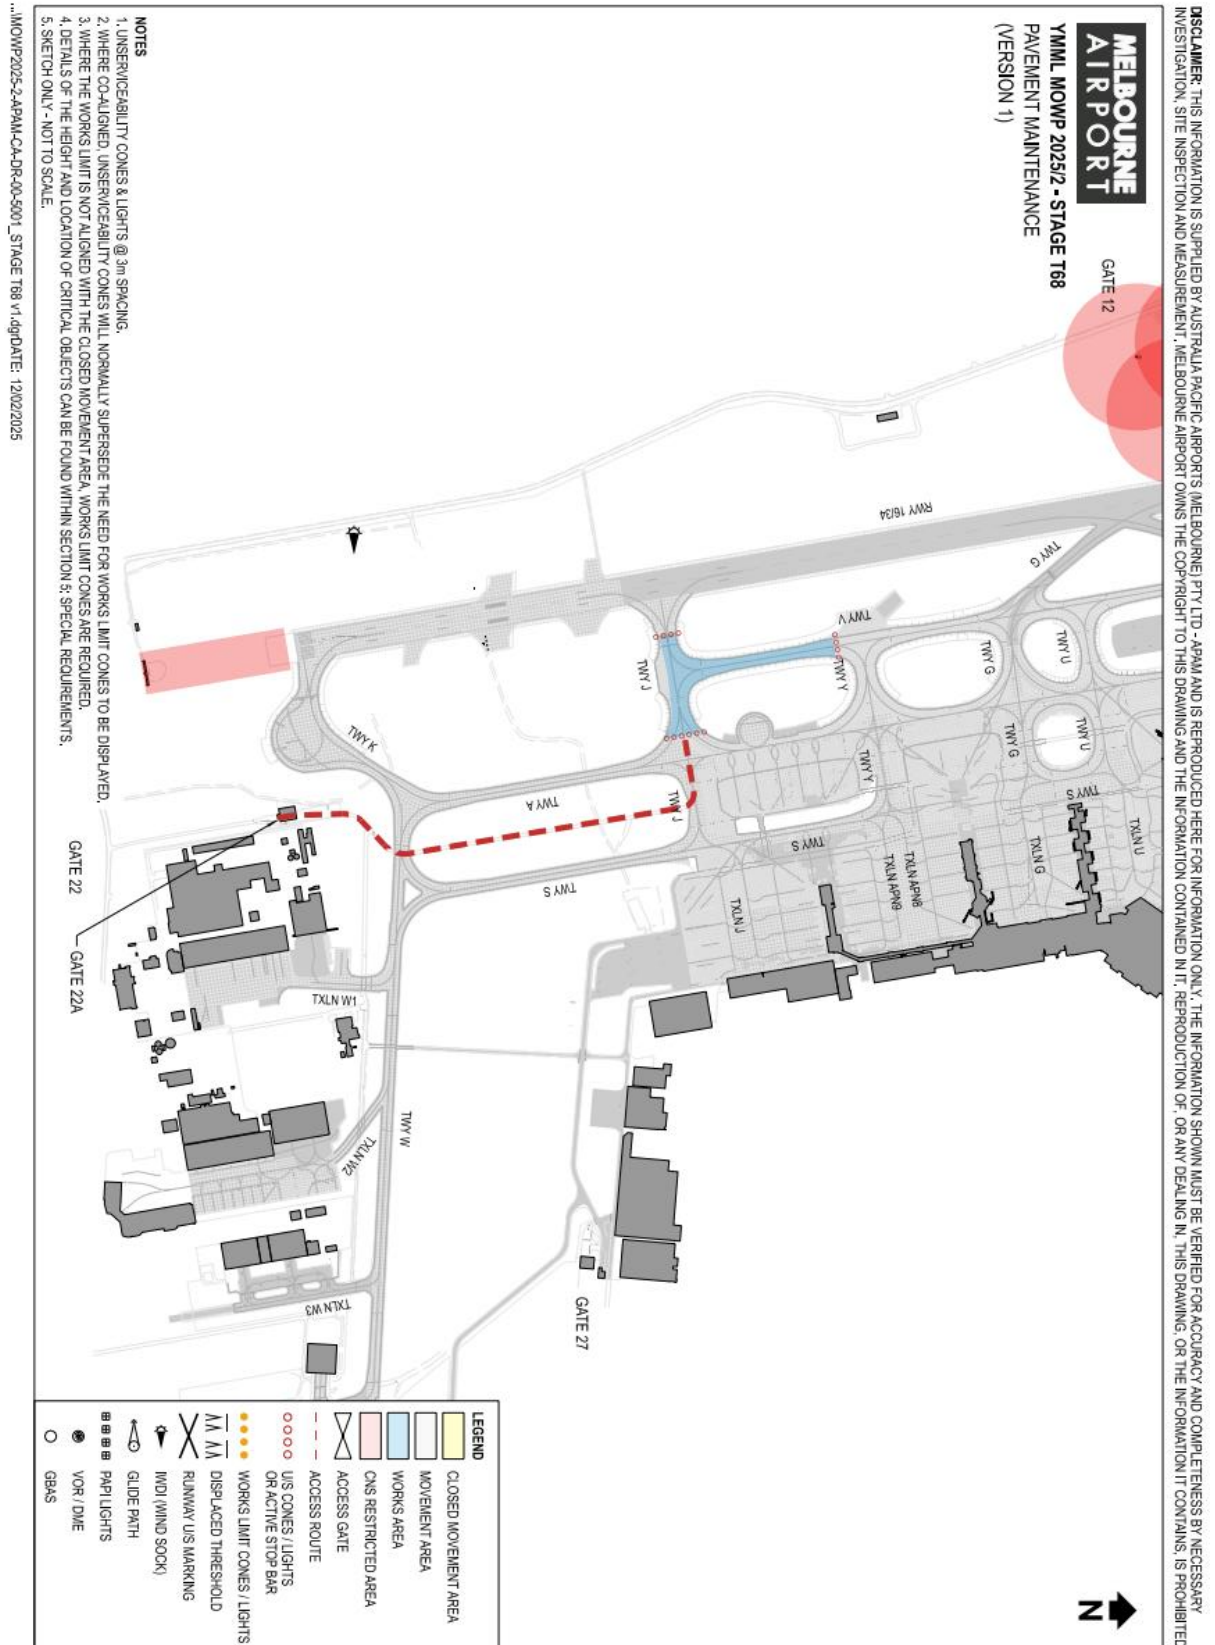 DISCLAIMER: THIS INFORMATION IS SUPPLIED BY AUSTRALIA PACIFIC AIRPORTS (MELBOURNE) PTY LTD - APAM AND IS REPRODUCED HERE FOR INFORMATION ONLY. THE INFORMATION SHOWN MUST BE VERIFIED FOR ACCURACY AND COMPLETENESS BY NECESSARY
INVESTIGATION, SITE INSPECTION AND MEASUREMENT, MELBOURNE AIRPORT OWNS THE COPYRIGHT TO THIS DRAWING AND THE INFORMATION CONTAINED IN IT, REPRODUCTION OF, OR ANY DEALING IN, THIS DRAWING, OR THE INFORMATION IT CONTAINS, IS PROHIBITED
MELBOURNE
AIRPORT
YMML MOWP 2025/2 - STAGE T68
PAVEMENT MAINTENANCE
(VERSION 1)
GATE 12
N
RWY 16/34
TWY G
TWY V
TWY U
TWY G
TWY Y
TWY J
TWY U
TWY G
TWY Y
TWY K
TWY A
TWY J
TWY S
TWY S
TWY S
TXLN U
TXLN G
TXLN APN8
TXLN APN9
TXLN J
TXLN W1
TWY W
TXLN W2
TXLN W3
GATE 22
GATE 22A
GATE 27
NOTES
1. UNSERVICEABILITY CONES & LIGHTS @ 3m SPACING.
2. WHERE CO-ALIGNED, UNSERVICEABILITY CONES WILL NORMALLY SUPERSEDE THE NEED FOR WORKS LIMIT CONES TO BE DISPLAYED.
3. WHERE THE WORKS LIMIT IS NOT ALIGNED WITH THE CLOSED MOVEMENT AREA, WORKS LIMIT CONES ARE REQUIRED.
4. DETAILS OF THE HEIGHT AND LOCATION OF CRITICAL OBJECTS CAN BE FOUND WITHIN SECTION 5; SPECIAL REQUIREMENTS.
5. SKETCH ONLY - NOT TO SCALE.
LEGEND
CLOSED MOVEMENT AREA
MOVEMENT AREA
WORKS AREA
CNS RESTRICTED AREA
ACCESS GATE
ACCESS ROUTE
U/S CONES / LIGHTS
OR ACTIVE STOP BAR
WORKS LIMIT CONES / LIGHTS
DISPLACED THRESHOLD
RUNWAY U/S MARKING
IWDI (WIND SOCK)
GLIDE PATH
PAPI LIGHTS
VOR / DME
GBAS
...\MOWP2025-2-APAM-CA-DR-00-5001_STAGE T68 v1.dgnDATE: 12/02/2025